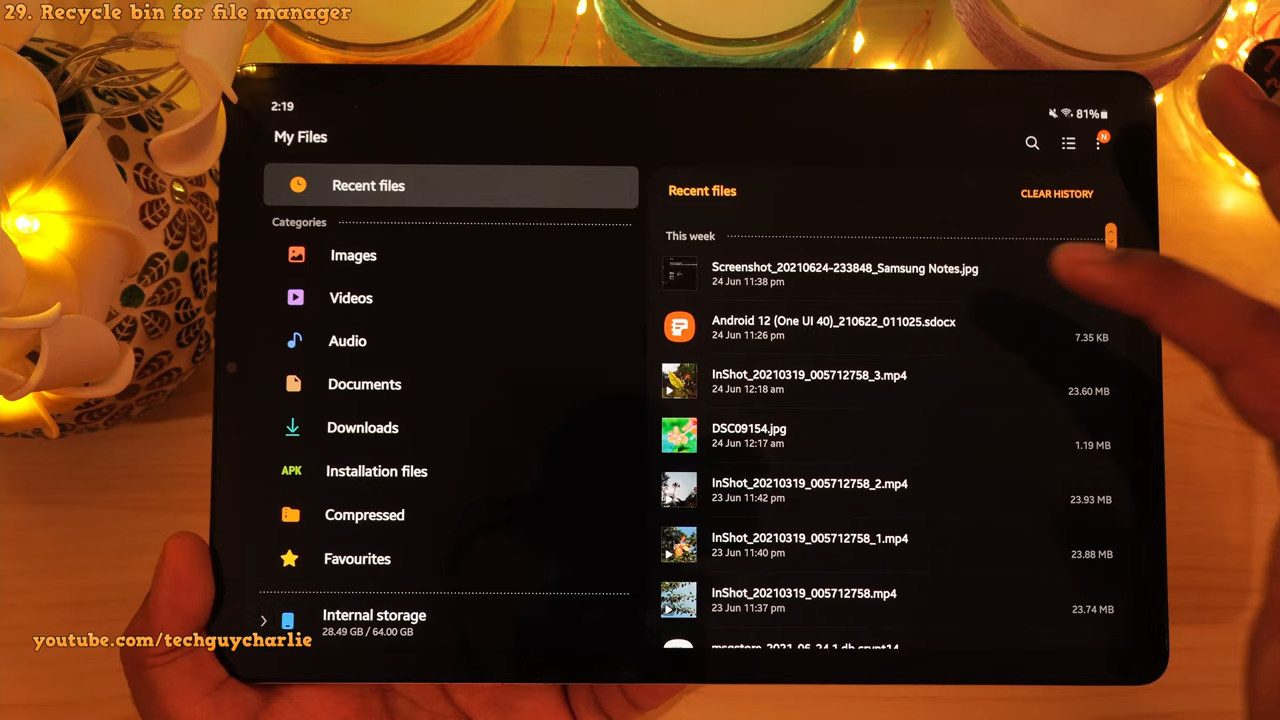 29. Recycle bin for file manager
2:19
81%
My Files
N
Recent files
Categories
Images
Videos
Audio
Documents
Downloads
APK Installation files
Compressed
Favourites
Internal storage
28.49 GB / 64.00 GB
Recent files
CLEAR HISTORY
This week
Screenshot_20210624-233848_Samsung Notes.jpg
24 Jun 11:38 pm
Android 12 (One UI 40)_210622_011025.sdocx
24 Jun 11:26 pm
7.35 KB
InShot_20210319_005712758_3.mp4
24 Jun 12:18 am
23.60 MB
DSC09154.jpg
24 Jun 12:17 am
1.19 MB
InShot_20210319_005712758_2.mp4
23 Jun 11:42 pm
23.93 MB
InShot_20210319_005712758_1.mp4
23 Jun 11:40 pm
23.88 MB
InShot_20210319_005712758.mp4
23 Jun 11:37 pm
23.74 MB
youtube.com/techguycharlie